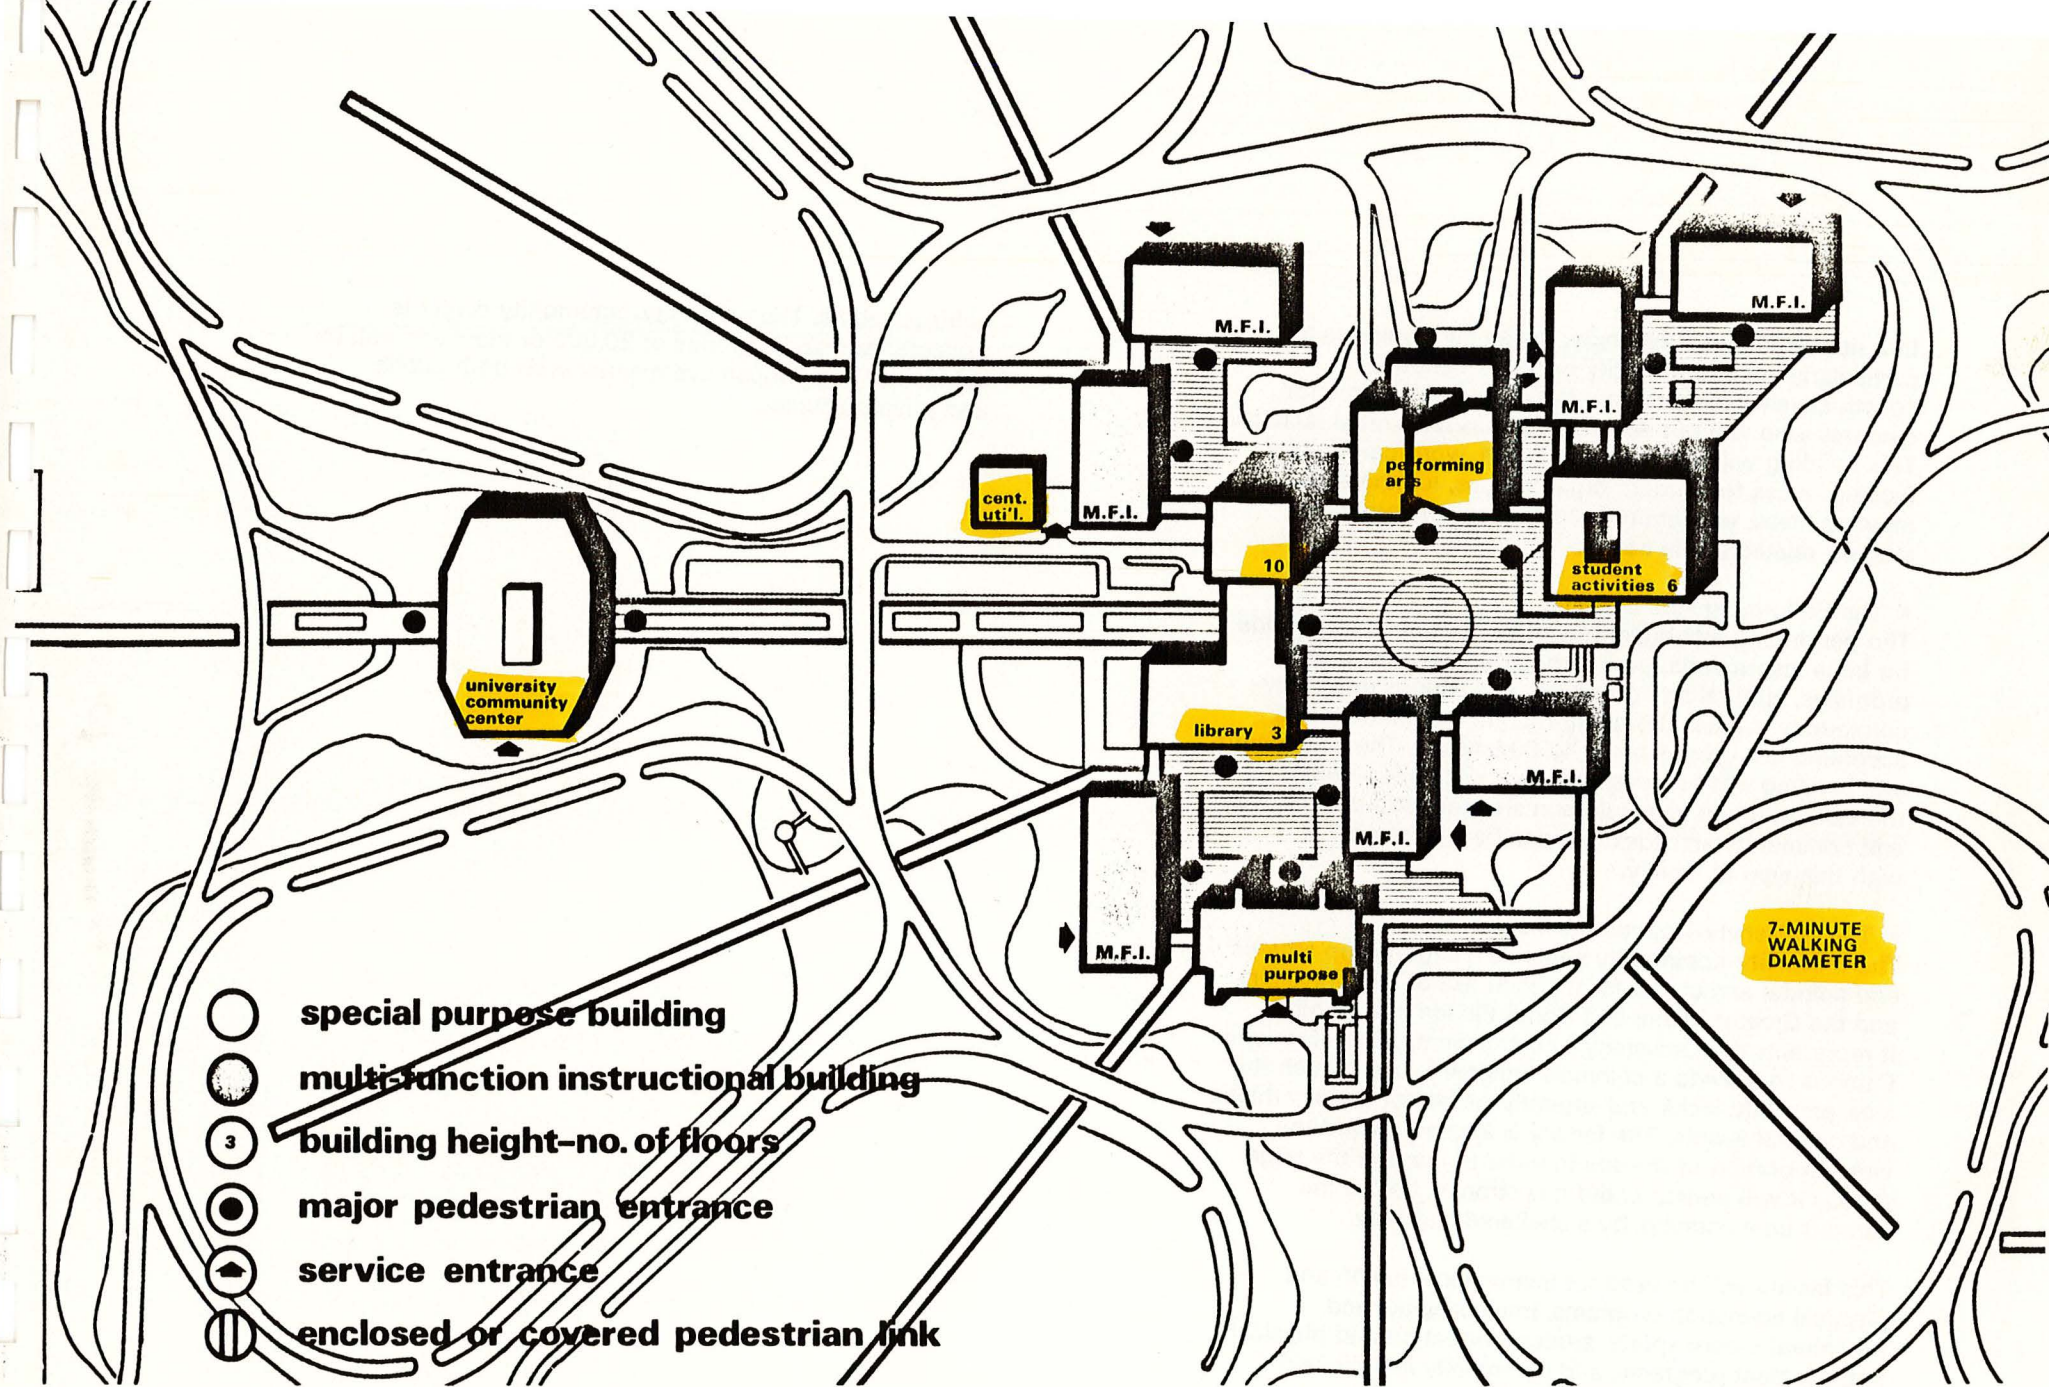 M.F.I.
M.F.I.
M.F.I.
performing
arts
cent.
uti'l.
M.F.I.
10
student
activities 6
university
community
center
library 3
M.F.I.
M.F.I.
M.F.I.
multi
purpose
7-MINUTE
WALKING
DIAMETER
special purpose building
multi-function instructional building
3 building height–no. of floors
major pedestrian entrance
service entrance
enclosed or covered pedestrian link